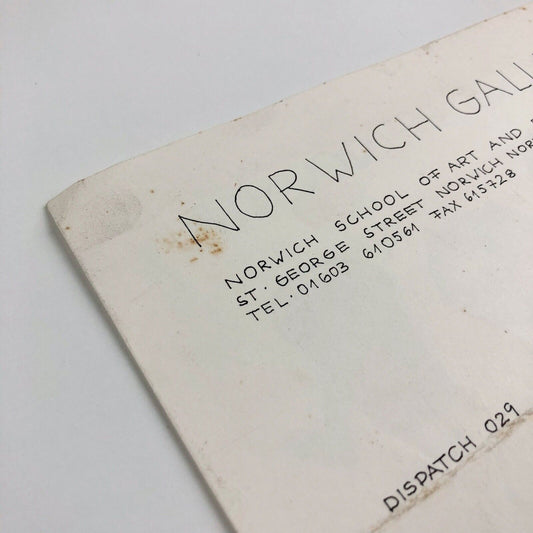 NORWICH GALL
NORWICH SCHOOL OF ART AND
ST. GEORGE STREET NORWICH NOR
TEL. 01603 610561 FAX 615728
DISPATCH 029